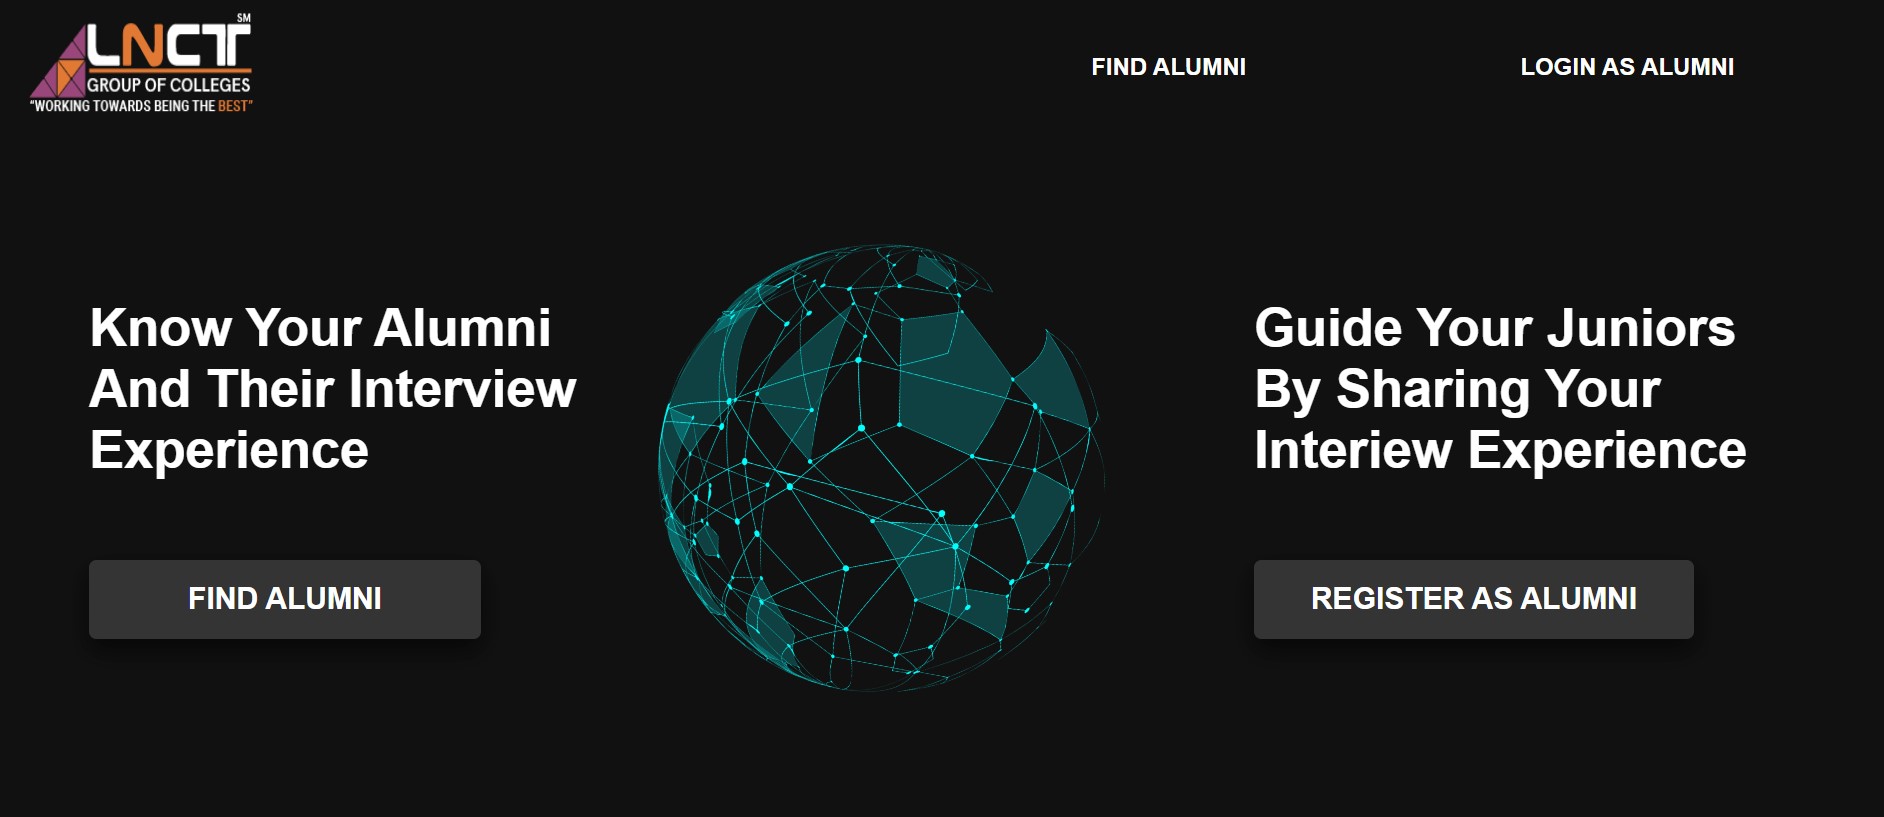 LNCT SM
GROUP OF COLLEGES
"WORKING TOWARDS BEING THE BEST"
FIND ALUMNI
LOGIN AS ALUMNI
Know Your Alumni
And Their Interview
Experience
FIND ALUMNI
Guide Your Juniors
By Sharing Your
Interiew Experience
REGISTER AS ALUMNI